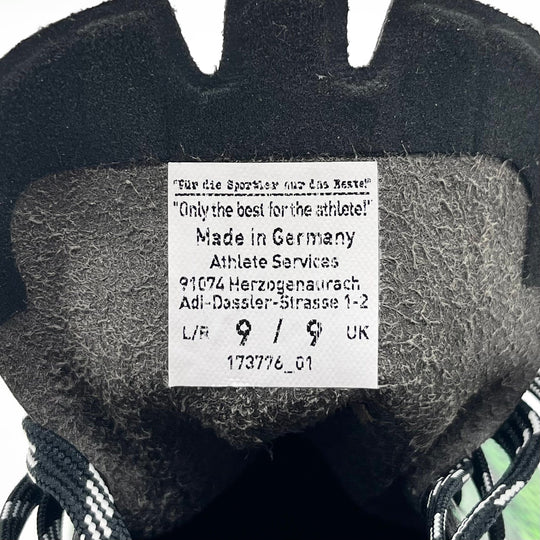 "Für die Sportler nur das Beste!"
"Only the best for the athlete!"
Made in Germany
Athlete Services
91074 Herzogenaurach
Adi-Dassler-Strasse 1-2
L/R 9 / 9 UK
173776_01